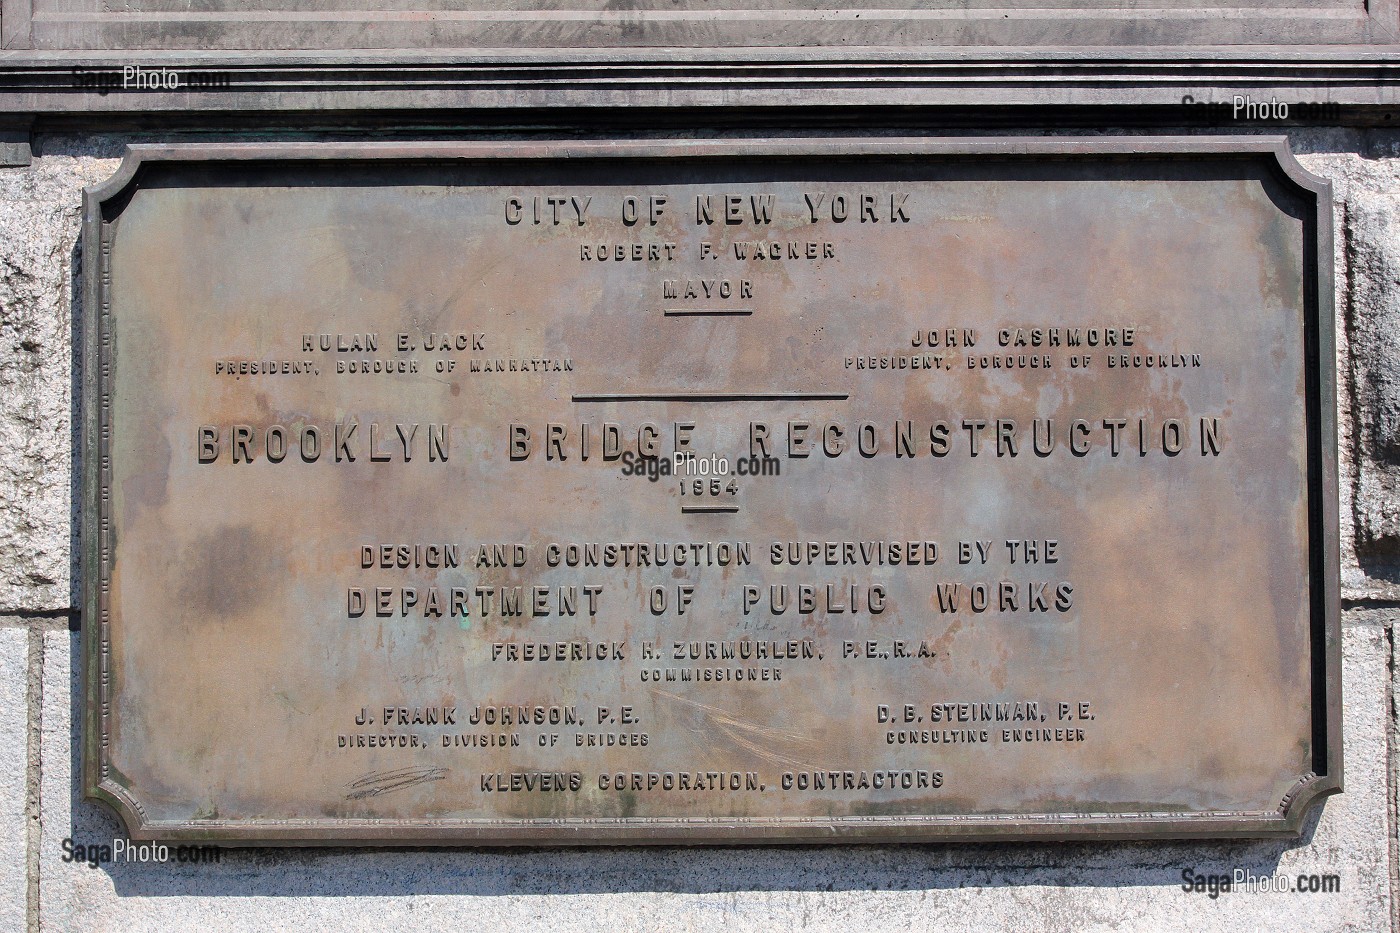 SagaPhoto.com
SagaPhoto.com
CITY OF NEW YORK
ROBERT F. WAGNER
MAYOR
HULAN E. JACK
PRESIDENT, BOROUGH OF MANHATTAN
JOHN CASHMORE
PRESIDENT, BOROUGH OF BROOKLYN
BROOKLYN BRIDGE RECONSTRUCTION
SagaPhoto.com
1954
DESIGN AND CONSTRUCTION SUPERVISED BY THE
DEPARTMENT OF PUBLIC WORKS
FREDERICK H. ZURMUHLEN, P.E., R.A.
COMMISSIONER
J. FRANK JOHNSON, P.E.
DIRECTOR, DIVISION OF BRIDGES
D. B. STEINMAN, P.E.
CONSULTING ENGINEER
KLEVENS CORPORATION, CONTRACTORS
SagaPhoto.com
SagaPhoto.com